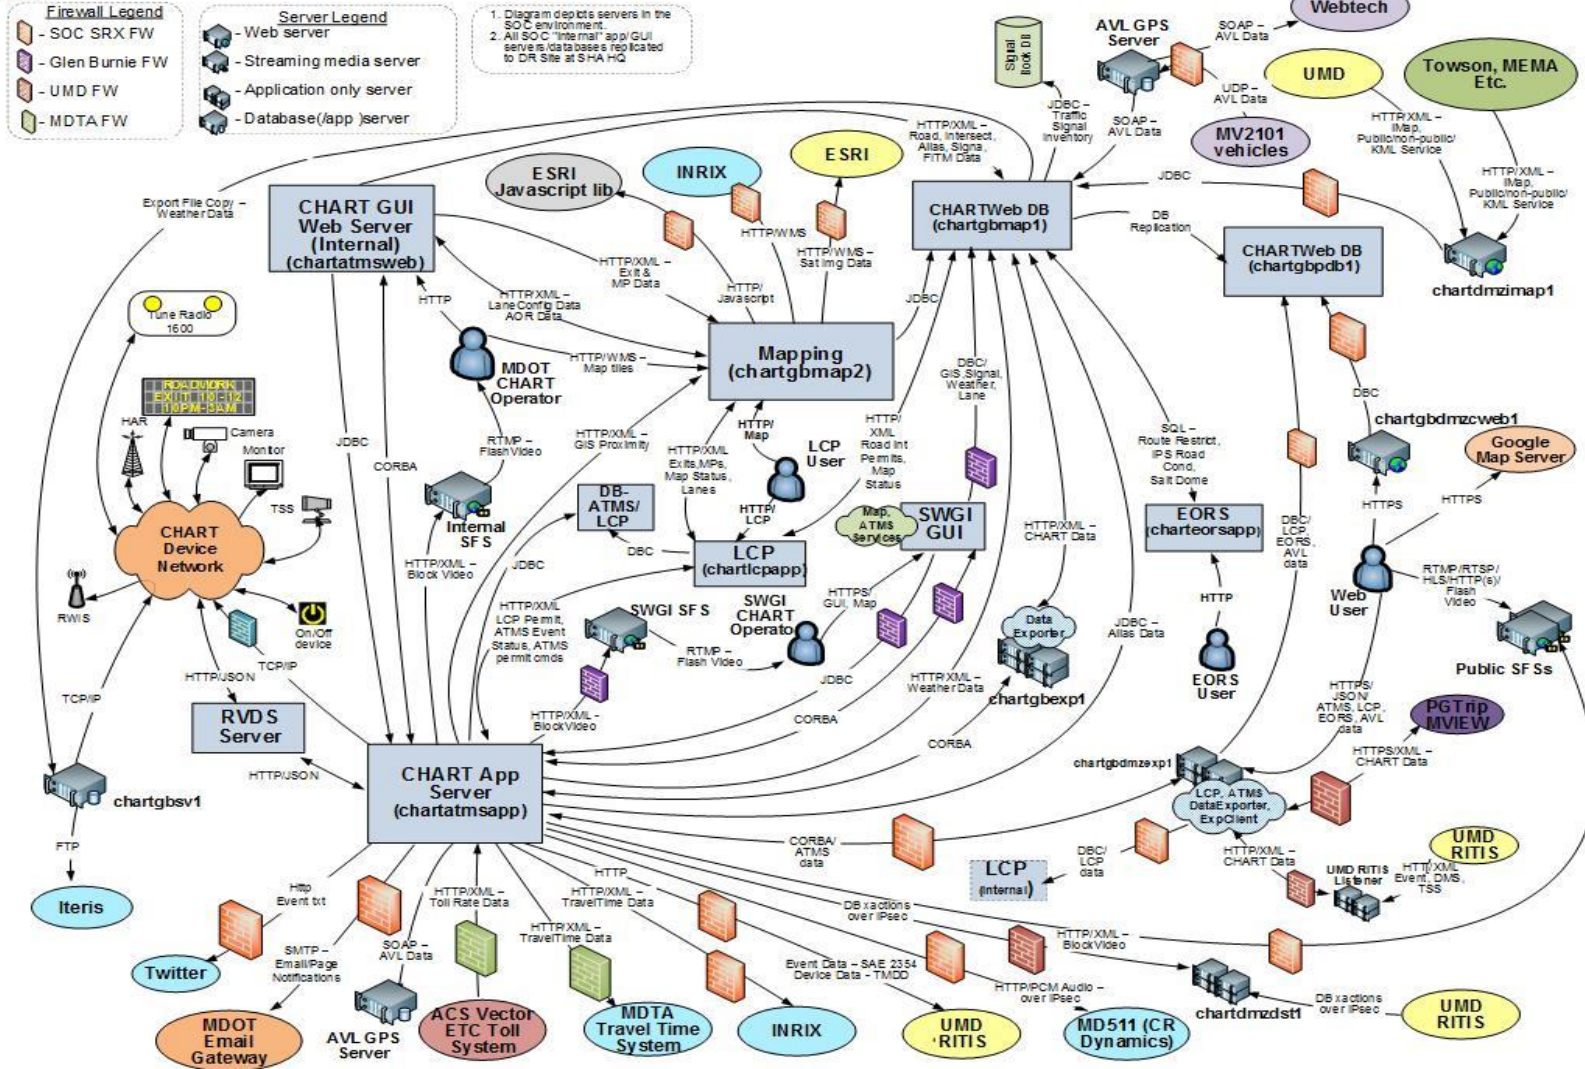 Firewall Legend
- SOC SRX FW
- Glen Burnie FW
- UMD FW
- MDTA FW
Server Legend
- Web server
- Streaming media server
- Application only server
- Database(/app )server
1. Diagram depicts servers in the
SOC environment.
2. All SOC "Internal" app/GUI
servers/databases replicated
to DR Site at SHA HQ
Signal
Book DB
AVL GPS
Server
SOAP –
AVL Data
Webtech
UDP –
AVL Data
MV2101
vehicles
UMD
Towson, MEMA
Etc.
JDBC –
Traffic
Signal
Inventory
SOAP –
AVL Data
HTTP/XML –
Road, Intersect,
Alias, Signa,
FITM Data
HTTP/XML –
iMap,
Public/non-public/
KML Service
HTTP/XML –
iMap,
Public/non-public/
KML Service
JDBC
ESRI
Javascript lib
INRIX
ESRI
Export File Copy –
Weather Data
CHART GUI
Web Server
(Internal)
(chartatmsweb)
CHARTWeb DB
(chartgbmap1)
DB
Replication
CHARTWeb DB
(chartgbpdb1)
chartdmzimap1
HTTP/WMS
HTTP/WMS –
Sat Img Data
HTTP/XML –
Exit &
MP Data
HTTP/
Javascript
JDBC
HTTP
HTTP/XML –
Lane Config Data
AOR Data
Tune Radio
1600
MDOT
CHART
Operator
HTTP/WMS –
Map tiles
Mapping
(chartgbmap2)
DBC/
GIS, Signal,
Weather,
Lane
ROADWORK
EXIT 10-12
10PM-3AM
HAR
Camera
Monitor
TSS
JDBC
CORBA
RTMP –
Flash Video
HTTP/XML –
GIS Proximity
HTTP/XML
Exits, MPs,
Map Status,
Lanes
HTTP/
Map
LCP
User
HTTP/
XML
Road Int
Permits,
Map
Status
SQL –
Route Restrict,
IPS Road
Cond,
Salt Dome
DBC
chartgbdmzcweb1
Google
Map Server
HTTPS
HTTPS
Internal
SFS
DB-
ATMS/
LCP
HTTP/
LCP
Map,
ATMS
Services
SWGI
GUI
EORS
(charteorsapp)
DBC/
LCP,
EORS,
AVL
data
CHART
Device
Network
HTTP/XML –
Block Video
JDBC
DBC
LCP
(chartlcpapp)
HTTP/XML –
CHART Data
RTMP/RTSP/
HLS/HTTP(s)/
Flash
Video
Web
User
RWIS
On/Off
device
HTTP/XML
LCP Permit,
ATMS Event
Status, ATMS
permit cmds
SWGI SFS
SWGI
CHART
Operator
HTTPS/
GUI, Map
HTTP
Data
Exporter
JDBC –
Alias Data
RTMP –
Flash Video
Public SFSs
TCP/IP
HTTP/JSON
TCP/IP
JDBC
HTTP/XML –
Weather Data
chartgbexp1
EORS
User
HTTPS/
JSON/
ATMS, LCP,
EORS, AVL
data
PGTrip
MVIEW
RVDS
Server
HTTP/XML –
BlockVideo
CORBA
CORBA
HTTPS/XML –
CHART Data
HTTP/JSON
CHART App
Server
(chartatmsapp)
chartgbdmzexp1
LCP, ATMS
DataExporter,
ExpClient
chartgbsv1
FTP
CORBA/
ATMS
data
DBC/
LCP
data
HTTP/XML –
CHART Data
UMD
RITIS
LCP
(Internal)
UMD RITIS
Listener
HTTP/XML
Event, DMS,
TSS
Iteris
Http
Event txt
HTTP/XML –
Toll Rate Data
HTTP
HTTP/XML –
TravelTime Data
DB xactions
over IPsec
HTTP/XML –
TravelTime Data
HTTP/XML –
BlockVideo
Twitter
SMTP –
Email/Page
Notifications
SOAP –
AVL Data
Event Data – SAE 2354
Device Data – TMDD
HTTP/PCM Audio –
over IPsec
MDOT
Email
Gateway
AVL GPS
Server
ACS Vector
ETC Toll
System
MDTA
Travel Time
System
INRIX
UMD
RITIS
MD511 (CR
Dynamics)
chartdmzdst1
DB xactions
over IPsec
UMD
RITIS